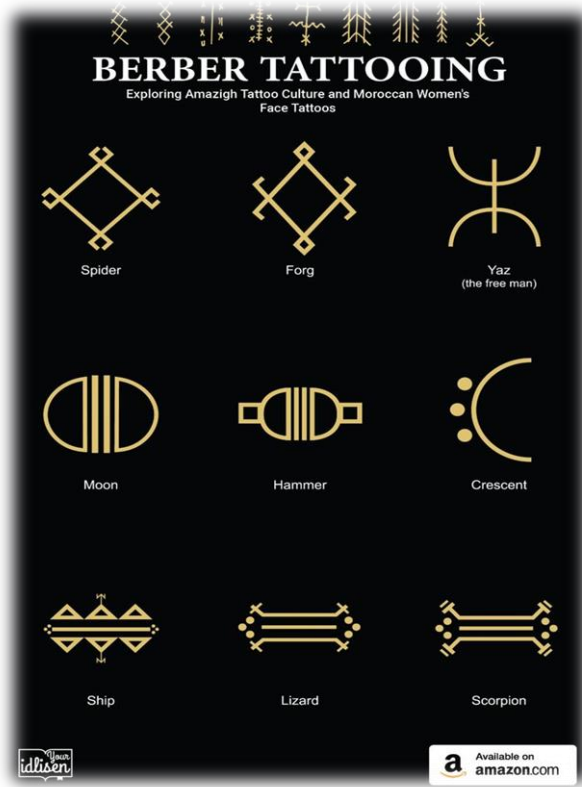 BERBER TATTOOING
Exploring Amazigh Tattoo Culture and Moroccan Women's
Face Tattoos
Spider
Forg
Yaz
(the free man)
Moon
Hammer
Crescent
Ship
Lizard
Scorpion
Your
idlisen
a
Available on
amazon.com